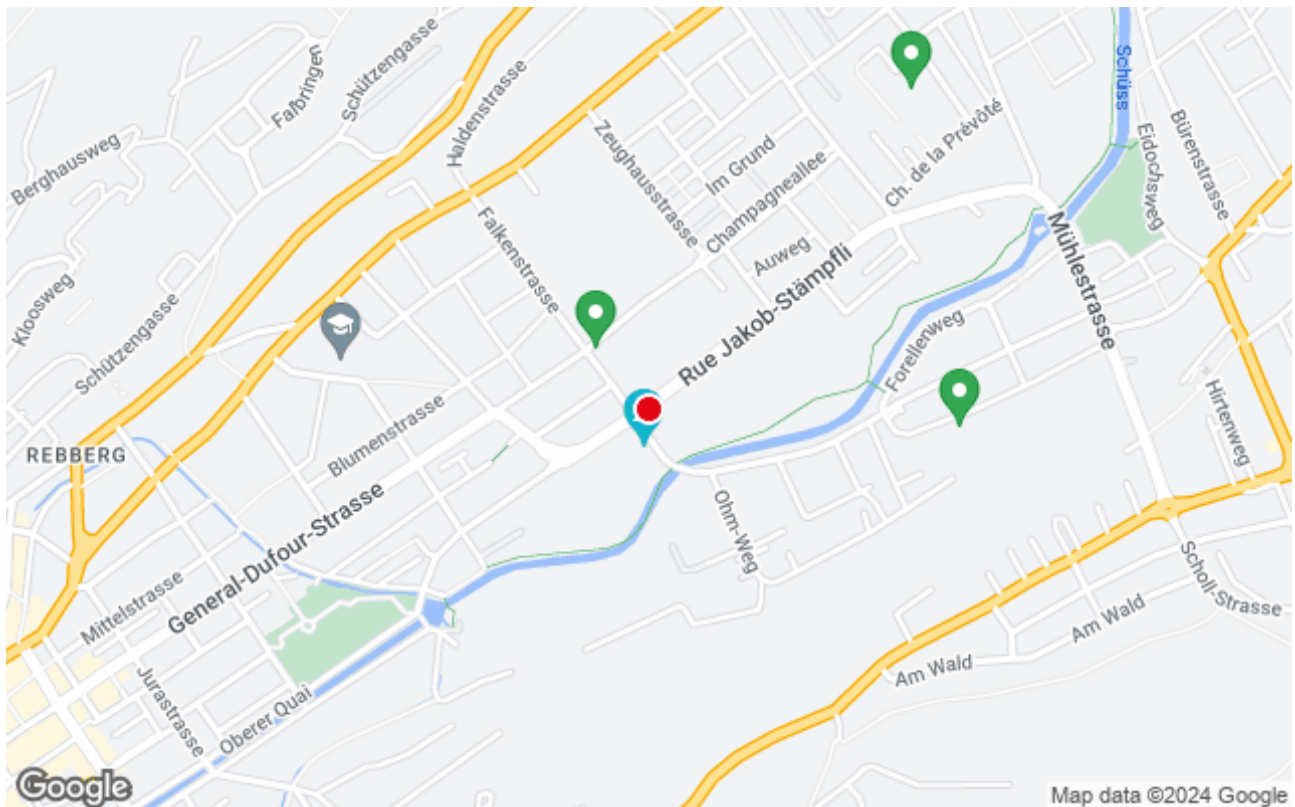 Falbringen
Schützengasse
Haldenstrasse
Schüss
Berghausweg
Zeughausstrasse
Im Grund
Champagneallee
Ch. de la Prévôté
Eidochsweg
Bürenstrasse
Falkenstrasse
Auweg
Mühlestrasse
Kloosweg
Schützengasse
Rue Jakob-Stämpfli
Forellenweg
Hirtenweg
Blumenstrasse
REBBERG
General-Dufour-Strasse
Ohm-Weg
Scholl-Strasse
Mittelstrasse
Am Wald
Am Wald
Jurastrasse
Oberer Quai
Google
Map data ©2024 Google